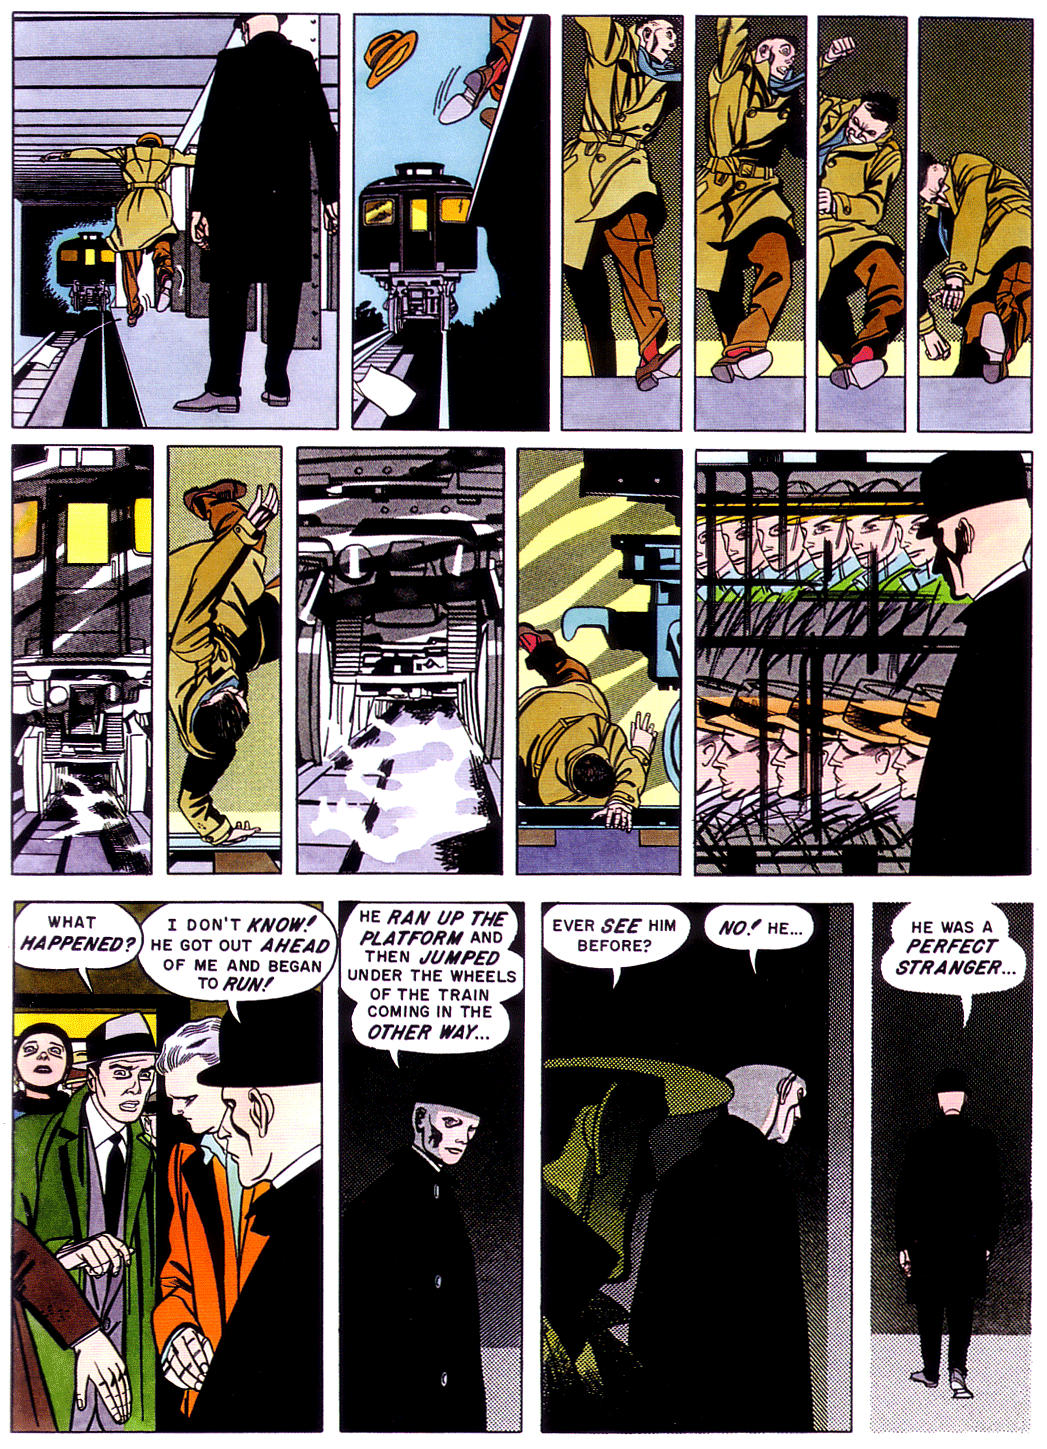 WHAT
HAPPENED?
I DON'T KNOW!
HE GOT OUT AHEAD
OF ME AND BEGAN
TO RUN!
HE RAN UP THE
PLATFORM AND
THEN JUMPED
UNDER THE WHEELS
OF THE TRAIN
COMING IN THE
OTHER WAY...
EVER SEE HIM
BEFORE?
NO! HE...
HE WAS A
PERFECT
STRANGER...